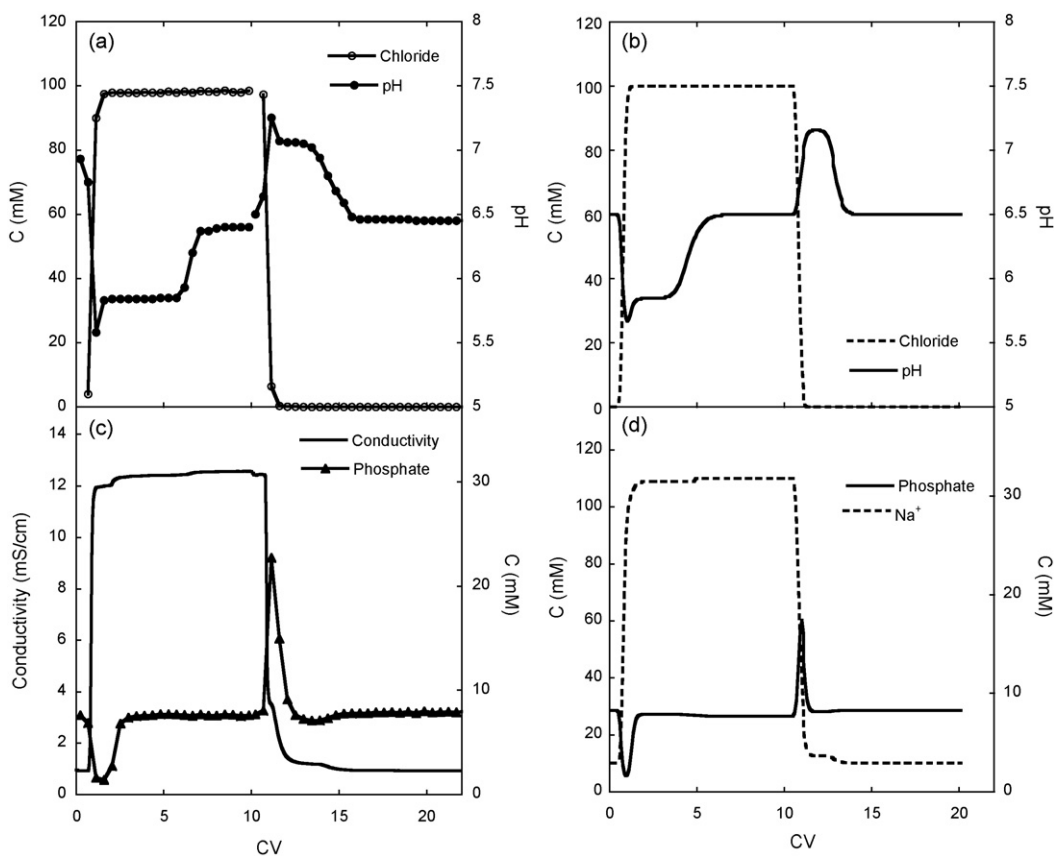 (a)
Chloride
pH
C (mM)
120
100
80
60
40
20
0
8
7.5
7
6.5
6
5.5
5
pH
(b)
Chloride
pH
C (mM)
120
100
80
60
40
20
0
8
7.5
7
6.5
6
5.5
5
pH
(c)
Conductivity
Phosphate
Conductivity (mS/cm)
14
12
10
8
6
4
2
0
30
20
10
0
C (mM)
0 5 10 15 20
CV
(d)
Phosphate
Na⁺
C (mM)
120
100
80
60
40
20
0
30
20
10
0
C (mM)
0 5 10 15 20
CV